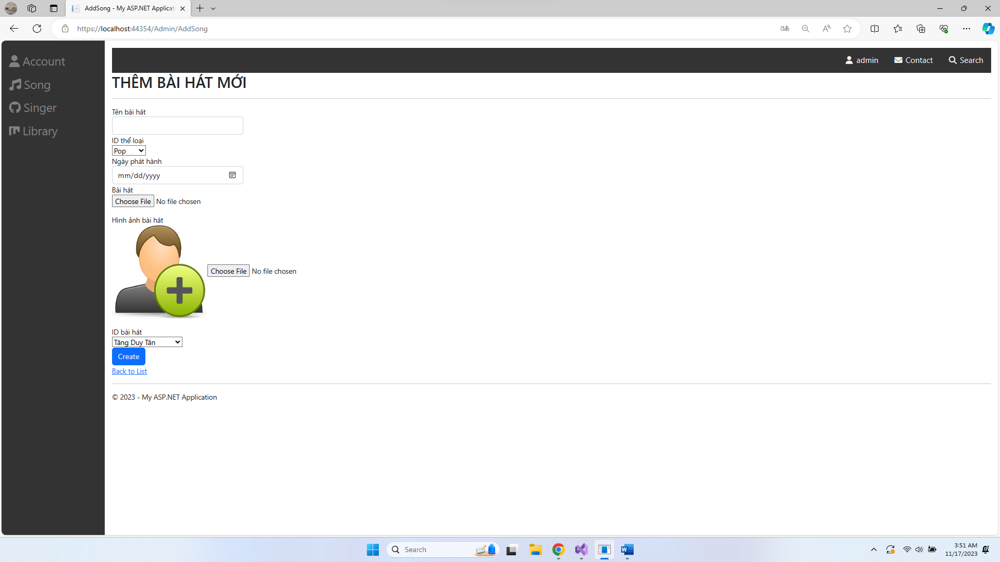 AddSong - My ASP.NET Applicati
https://localhost:44354/Admin/AddSong
Account
Song
Singer
Library
admin
Contact
Search
THÊM BÀI HÁT MỚI
Tên bài hát
ID thể loại
Pop
Ngày phát hành
mm/dd/yyyy
Bài hát
Choose File No file chosen
Hình ảnh bài hát
Choose File No file chosen
ID bài hát
Tăng Duy Tân
Create
Back to List
© 2023 - My ASP.NET Application
Search
3:51 AM
11/17/2023